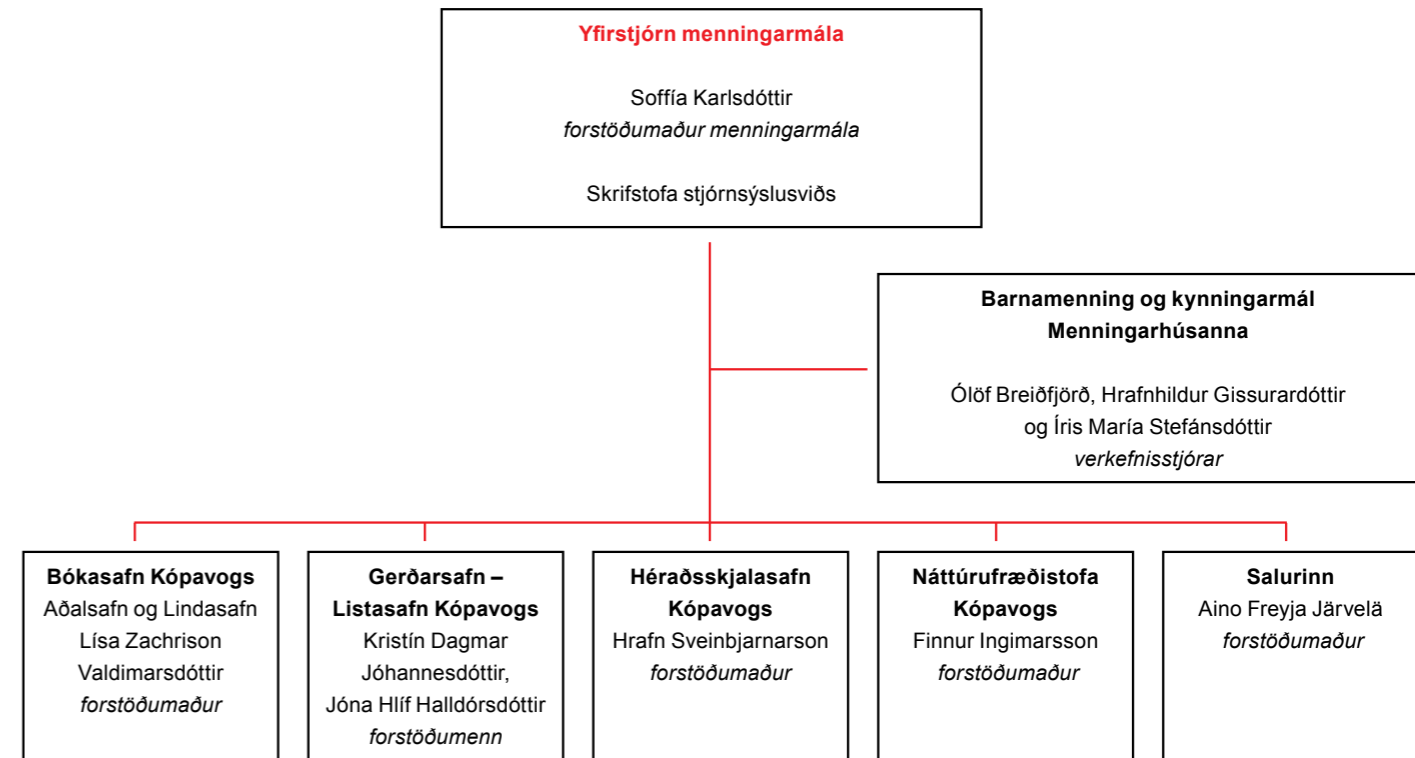 Yfirstjórn menningarmála
Soffía Karlsdóttir
forstöðumaður menningarmála
Skrifstofa stjórnsýslusviðs
Barnamenning og kynningarmál
Menningarhúsanna
Ólöf Breiðfjörð, Hrafnhildur Gissurardóttir
og Íris María Stefánsdóttir
verkefnisstjórar
Bókasafn Kópavogs
Aðalsafn og Lindasafn
Lísa Zachrison
Valdimarsdóttir
forstöðumaður
Gerðarsafn –
Listasafn Kópavogs
Kristín Dagmar
Jóhannesdóttir,
Jóna Hlíf Halldórsdóttir
forstöðumenn
Héraðsskjalasafn
Kópavogs
Hrafn Sveinbjarnarson
forstöðumaður
Náttúrufræðistofa
Kópavogs
Finnur Ingimarsson
forstöðumaður
Salurinn
Aino Freyja Järvelä
forstöðumaður